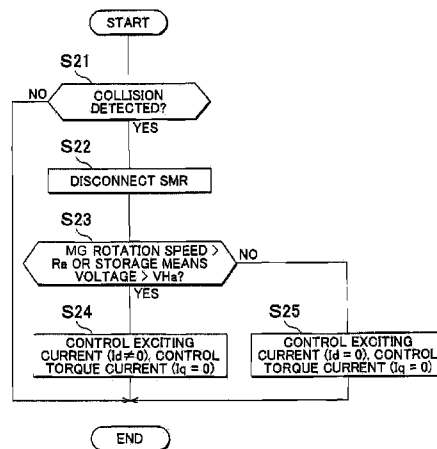 START
S21
NO
COLLISION
DETECTED?
YES
S22
DISCONNECT SMR
S23
MG ROTATION SPEED >
Ra OR STORAGE MEANS
VOLTAGE > VHa?
NO
YES
S24
CONTROL EXCITING
CURRENT (Id≠0), CONTROL
TORQUE CURRENT (Iq = 0)
S25
CONTROL EXCITING
CURRENT (Id = 0), CONTROL
TORQUE CURRENT (Iq = 0)
END